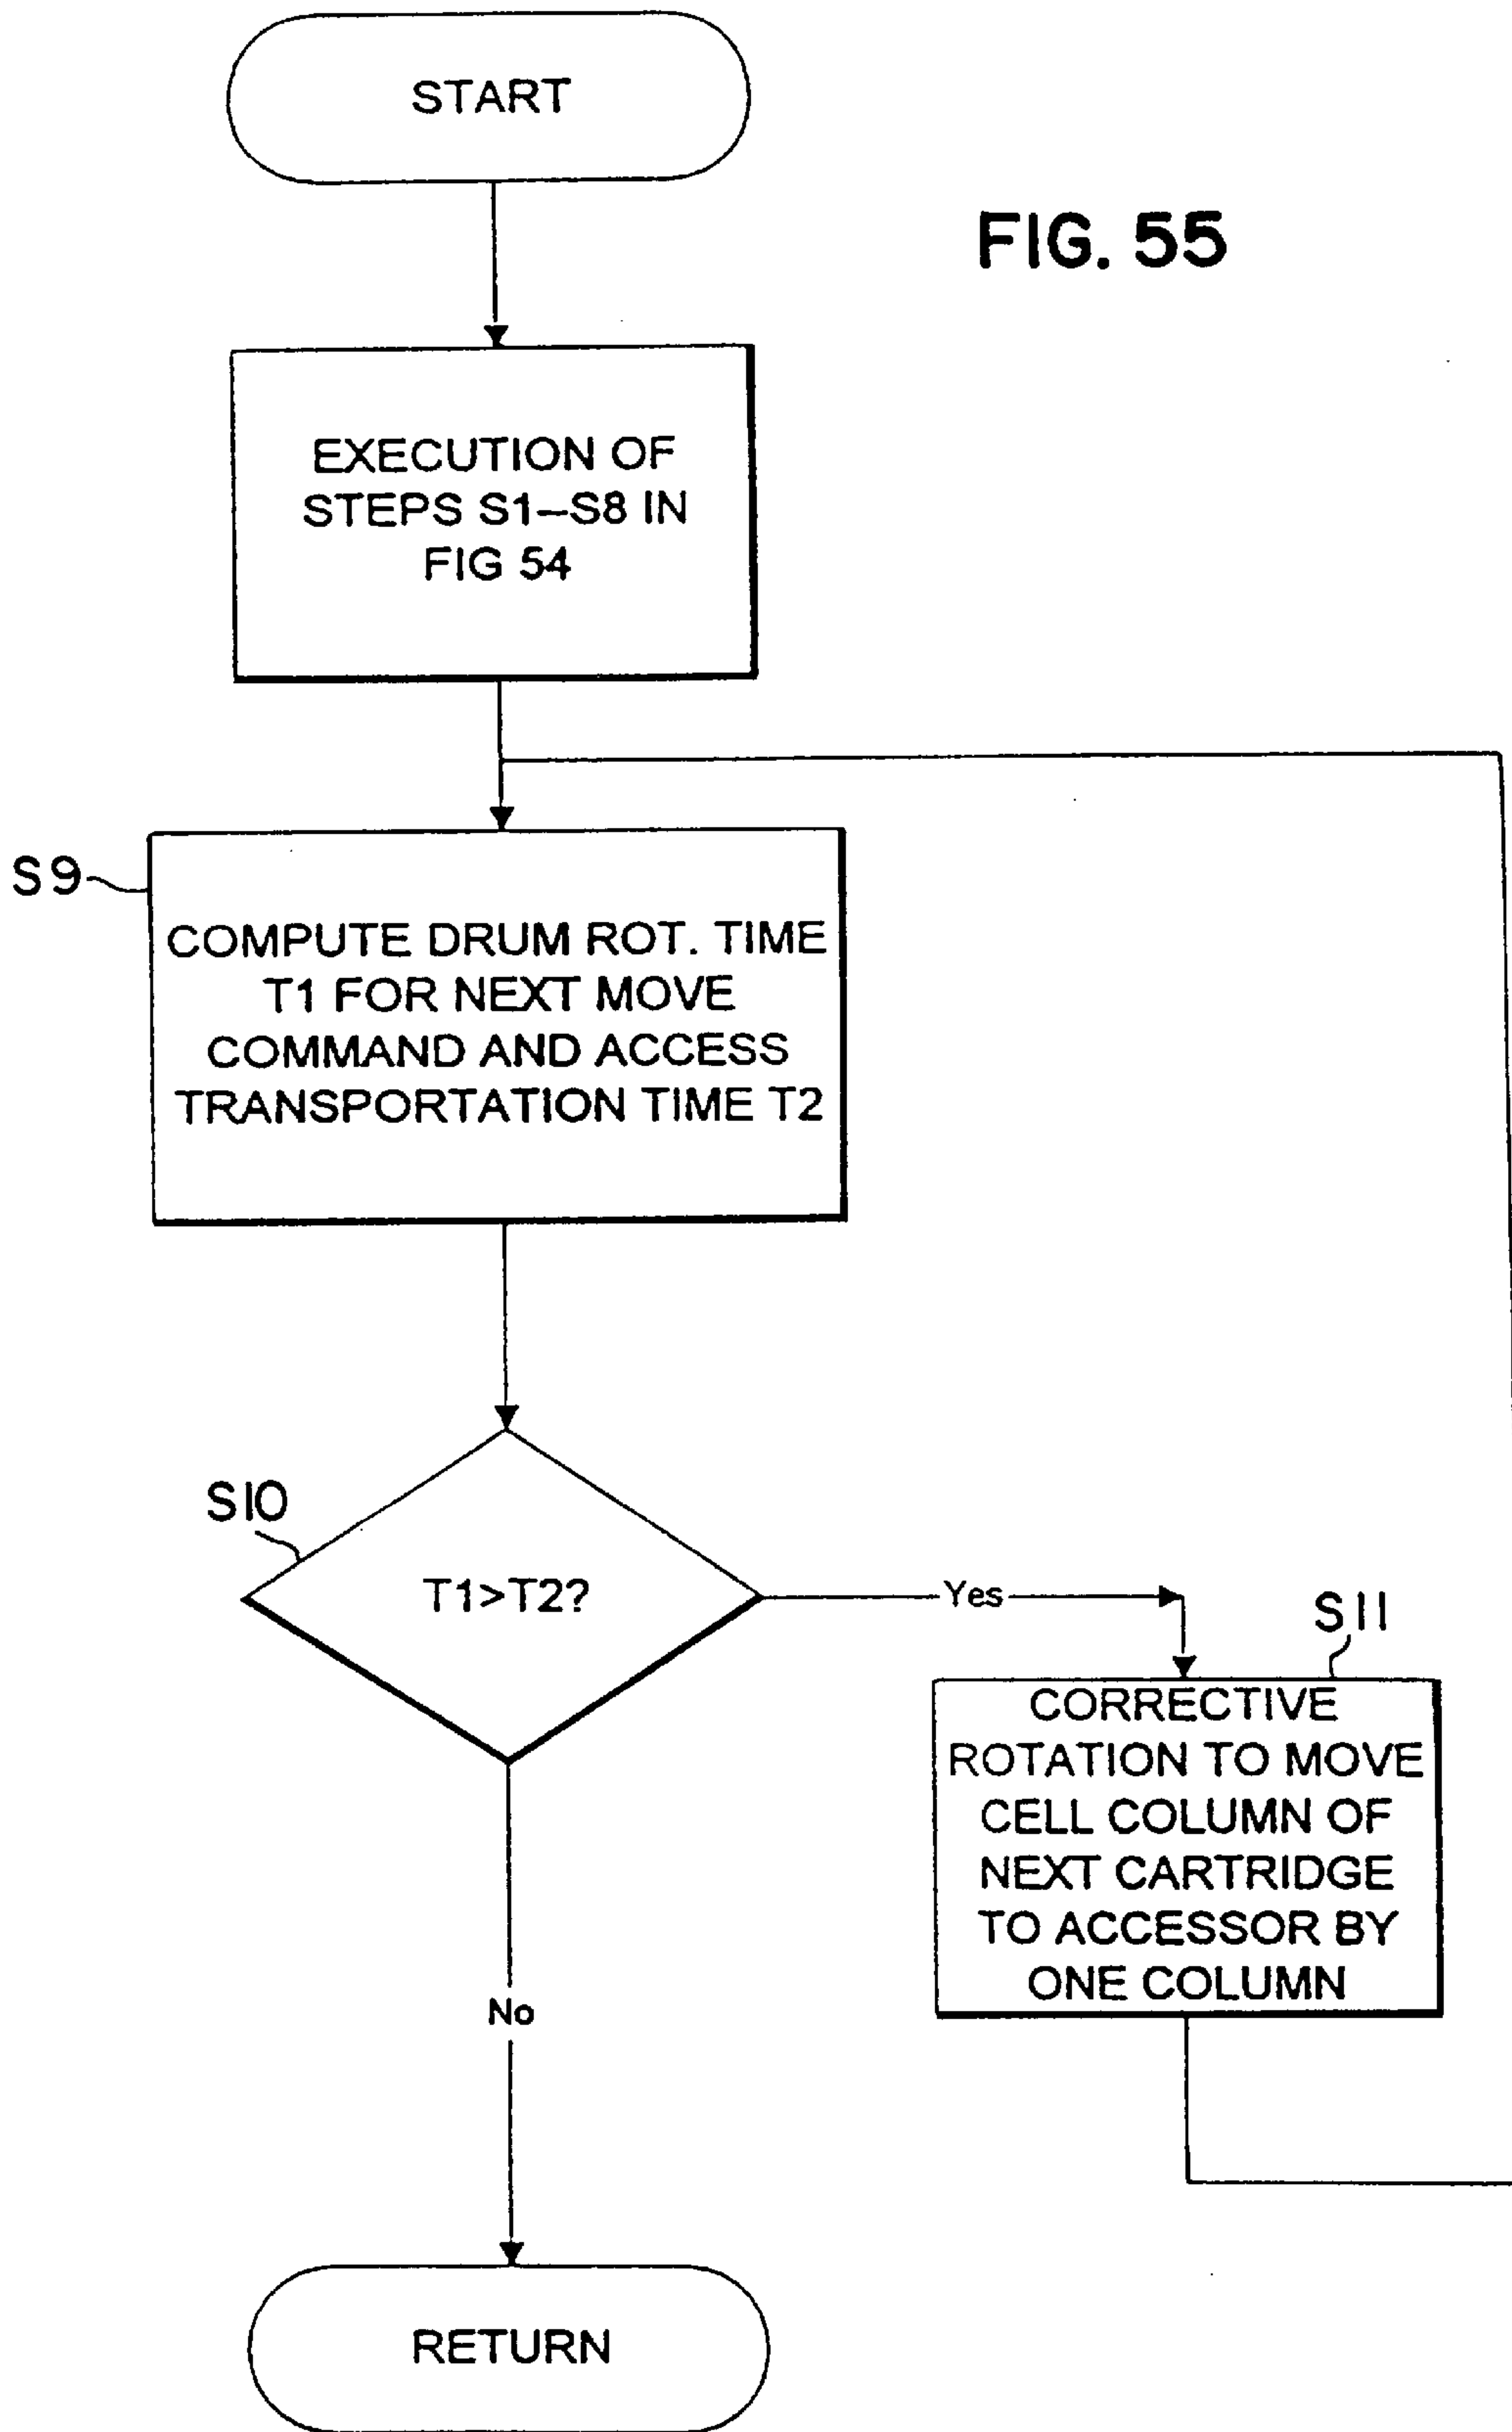 START
FIG. 55
EXECUTION OF
STEPS S1–S8 IN
FIG 54
S9
COMPUTE DRUM ROT. TIME
T1 FOR NEXT MOVE
COMMAND AND ACCESS
TRANSPORTATION TIME T2
S10
T1>T2?
Yes
S11
CORRECTIVE
ROTATION TO MOVE
CELL COLUMN OF
NEXT CARTRIDGE
TO ACCESSOR BY
ONE COLUMN
No
RETURN